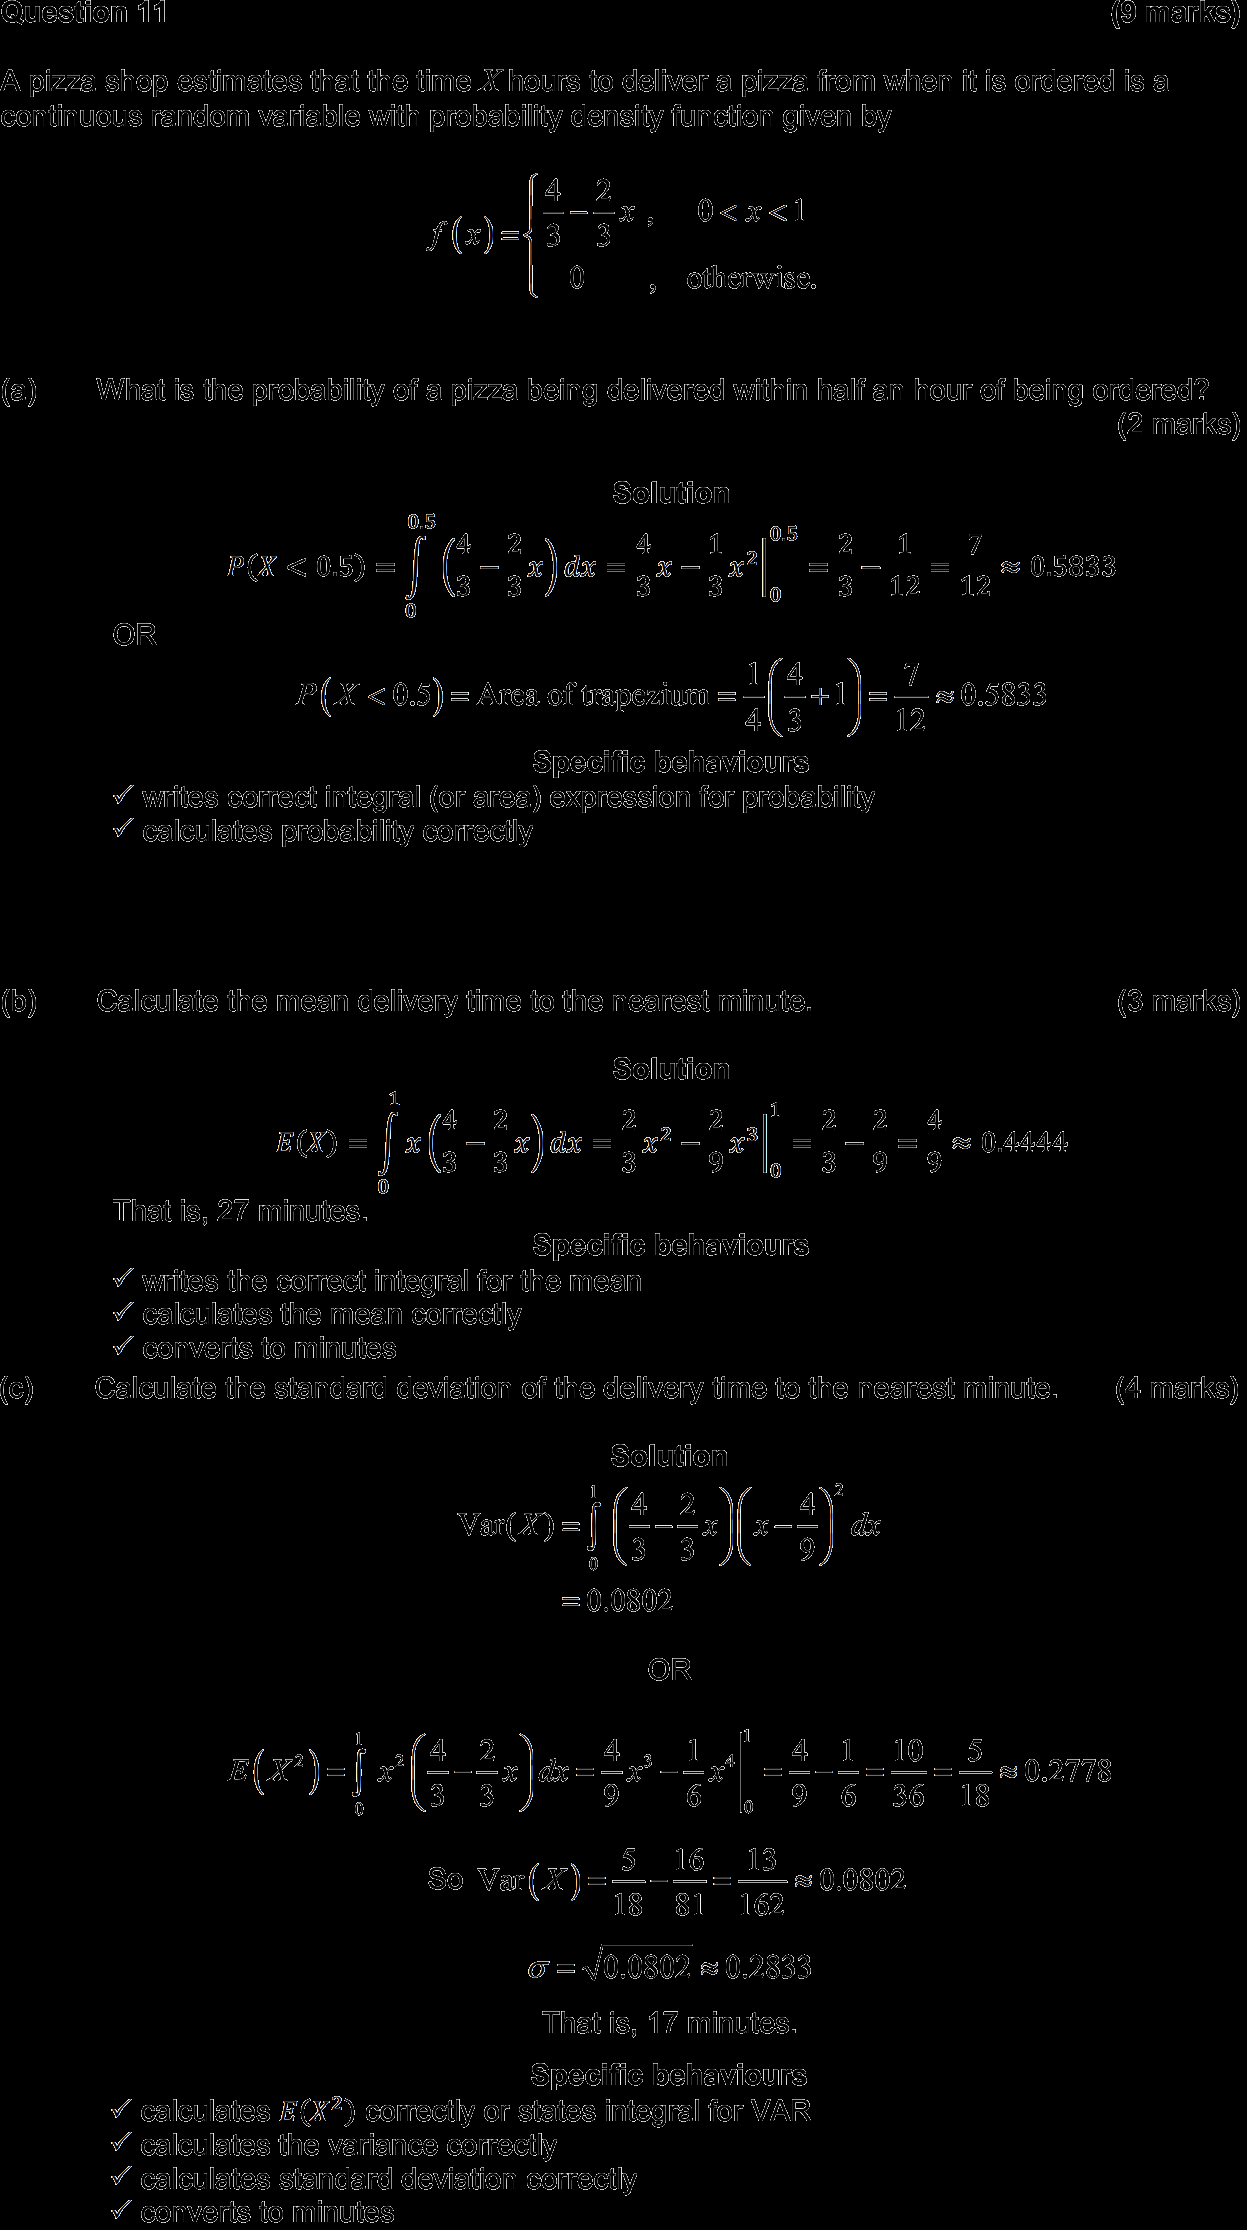 Question 11 (9 marks)
A pizza shop estimates that the time X hours to deliver a pizza from when it is ordered is a
continuous random variable with probability density function given by
f(x) = { 4/3 − 2/3 x , 0 < x < 1
0 , otherwise.
(a) What is the probability of a pizza being delivered within half an hour of being ordered?
(2 marks)
Solution
P(X < 0.5) = ∫₀^0.5 (4/3 − 2/3 x) dx = 4/3 x − 1/3 x² |₀^0.5 = 2/3 − 1/12 = 7/12 ≈ 0.5833
OR
P(X < 0.5) = Area of trapezium = 1/4 (4/3 + 1) = 7/12 ≈ 0.5833
Specific behaviours
✓ writes correct integral (or area) expression for probability
✓ calculates probability correctly
(b) Calculate the mean delivery time to the nearest minute. (3 marks)
Solution
E(X) = ∫₀¹ x (4/3 − 2/3 x) dx = 2/3 x² − 2/9 x³ |₀¹ = 2/3 − 2/9 = 4/9 ≈ 0.4444
That is, 27 minutes.
Specific behaviours
✓ writes the correct integral for the mean
✓ calculates the mean correctly
✓ converts to minutes
(c) Calculate the standard deviation of the delivery time to the nearest minute. (4 marks)
Solution
Var(X) = ∫₀¹ (4/3 − 2/3 x)(x − 4/9)² dx
= 0.0802
OR
E(X²) = ∫₀¹ x² (4/3 − 2/3 x) dx = 4/9 x³ − 1/6 x⁴ |₀¹ = 4/9 − 1/6 = 10/36 = 5/18 ≈ 0.2778
So Var(X) = 5/18 − 16/81 = 13/162 ≈ 0.0802
σ = √0.0802 ≈ 0.2833
That is, 17 minutes.
Specific behaviours
✓ calculates E(X²) correctly or states integral for VAR
✓ calculates the variance correctly
✓ calculates standard deviation correctly
✓ converts to minutes